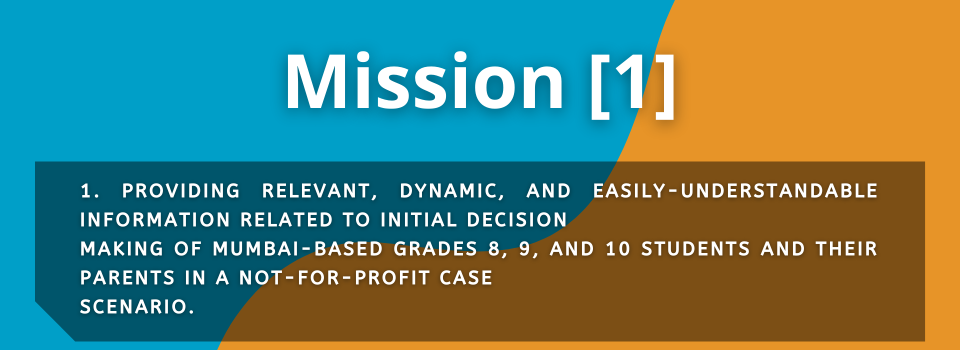 Mission [1]
1. PROVIDING RELEVANT, DYNAMIC, AND EASILY-UNDERSTANDABLE
INFORMATION RELATED TO INITIAL DECISION
MAKING OF MUMBAI-BASED GRADES 8, 9, AND 10 STUDENTS AND THEIR
PARENTS IN A NOT-FOR-PROFIT CASE
SCENARIO.